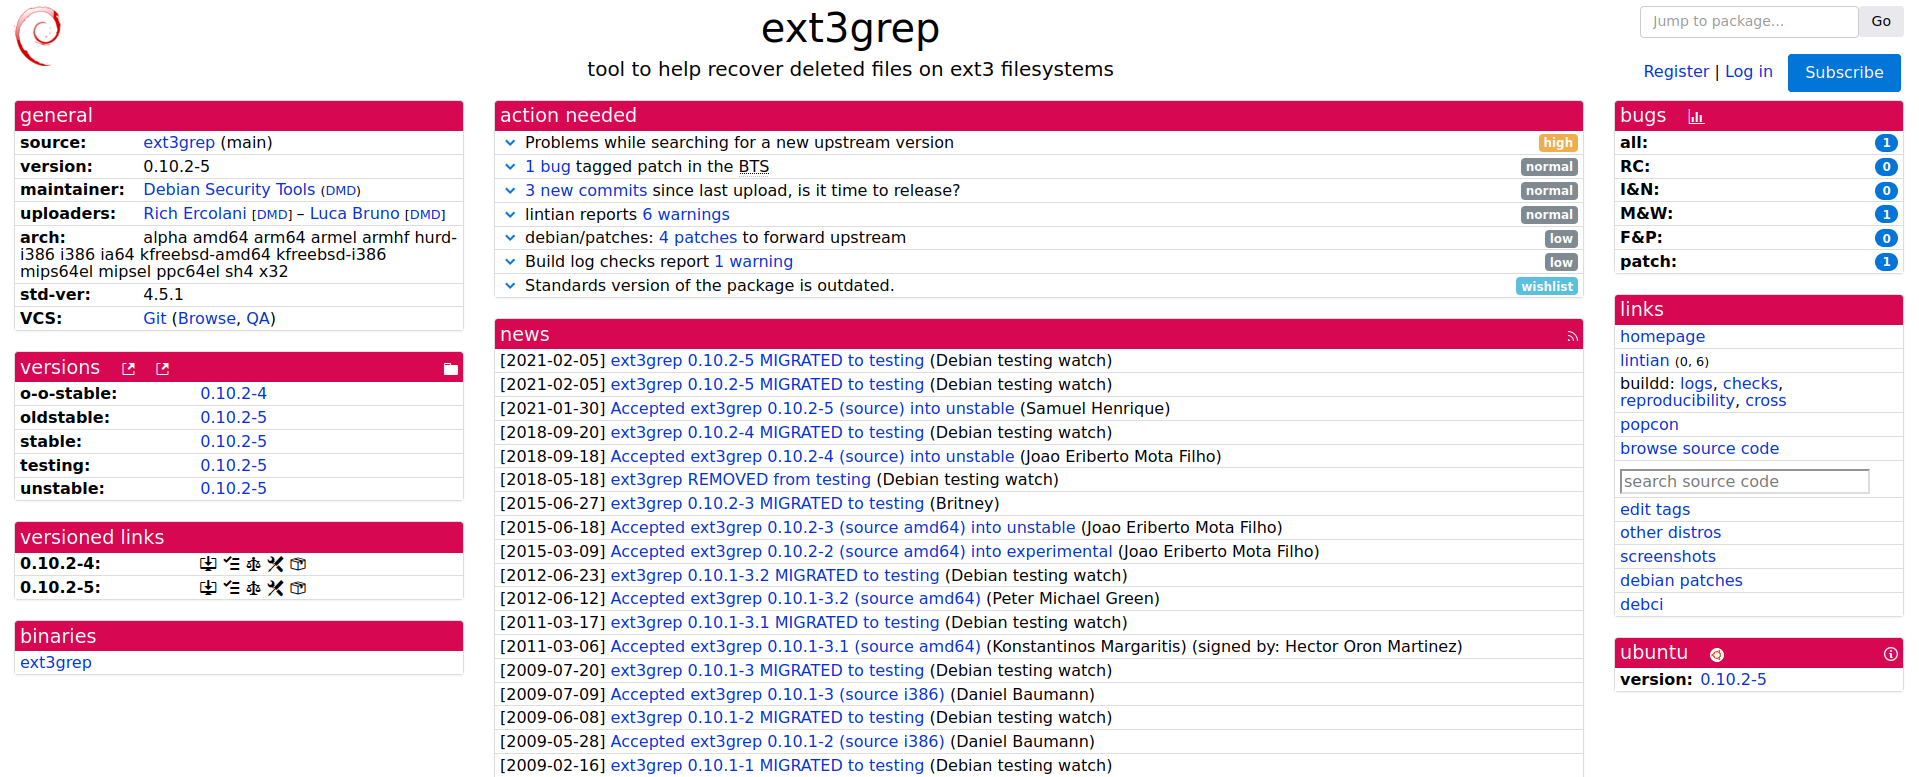 ext3grep
tool to help recover deleted files on ext3 filesystems
Jump to package... Go
Register | Log in Subscribe
general
source: ext3grep (main)
version: 0.10.2-5
maintainer: Debian Security Tools (DMD)
uploaders: Rich Ercolani [DMD] – Luca Bruno [DMD]
arch: alpha amd64 arm64 armel armhf hurd-
i386 i386 ia64 kfreebsd-amd64 kfreebsd-i386
mips64el mipsel ppc64el sh4 x32
std-ver: 4.5.1
VCS: Git (Browse, QA)
versions
o-o-stable: 0.10.2-4
oldstable: 0.10.2-5
stable: 0.10.2-5
testing: 0.10.2-5
unstable: 0.10.2-5
versioned links
0.10.2-4:
0.10.2-5:
binaries
ext3grep
action needed
Problems while searching for a new upstream version high
1 bug tagged patch in the BTS normal
3 new commits since last upload, is it time to release? normal
lintian reports 6 warnings normal
debian/patches: 4 patches to forward upstream low
Build log checks report 1 warning low
Standards version of the package is outdated. wishlist
news
[2021-02-05] ext3grep 0.10.2-5 MIGRATED to testing (Debian testing watch)
[2021-02-05] ext3grep 0.10.2-5 MIGRATED to testing (Debian testing watch)
[2021-01-30] Accepted ext3grep 0.10.2-5 (source) into unstable (Samuel Henrique)
[2018-09-20] ext3grep 0.10.2-4 MIGRATED to testing (Debian testing watch)
[2018-09-18] Accepted ext3grep 0.10.2-4 (source) into unstable (Joao Eriberto Mota Filho)
[2018-05-18] ext3grep REMOVED from testing (Debian testing watch)
[2015-06-27] ext3grep 0.10.2-3 MIGRATED to testing (Britney)
[2015-06-18] Accepted ext3grep 0.10.2-3 (source amd64) into unstable (Joao Eriberto Mota Filho)
[2015-03-09] Accepted ext3grep 0.10.2-2 (source amd64) into experimental (Joao Eriberto Mota Filho)
[2012-06-23] ext3grep 0.10.1-3.2 MIGRATED to testing (Debian testing watch)
[2012-06-12] Accepted ext3grep 0.10.1-3.2 (source amd64) (Peter Michael Green)
[2011-03-17] ext3grep 0.10.1-3.1 MIGRATED to testing (Debian testing watch)
[2011-03-06] Accepted ext3grep 0.10.1-3.1 (source amd64) (Konstantinos Margaritis) (signed by: Hector Oron Martinez)
[2009-07-20] ext3grep 0.10.1-3 MIGRATED to testing (Debian testing watch)
[2009-07-09] Accepted ext3grep 0.10.1-3 (source i386) (Daniel Baumann)
[2009-06-08] ext3grep 0.10.1-2 MIGRATED to testing (Debian testing watch)
[2009-05-28] Accepted ext3grep 0.10.1-2 (source i386) (Daniel Baumann)
[2009-02-16] ext3grep 0.10.1-1 MIGRATED to testing (Debian testing watch)
bugs
all: 1
RC: 0
I&N: 0
M&W: 1
F&P: 0
patch: 1
links
homepage
lintian (0, 6)
buildd: logs, checks,
reproducibility, cross
popcon
browse source code
search source code
edit tags
other distros
screenshots
debian patches
debci
ubuntu
version: 0.10.2-5